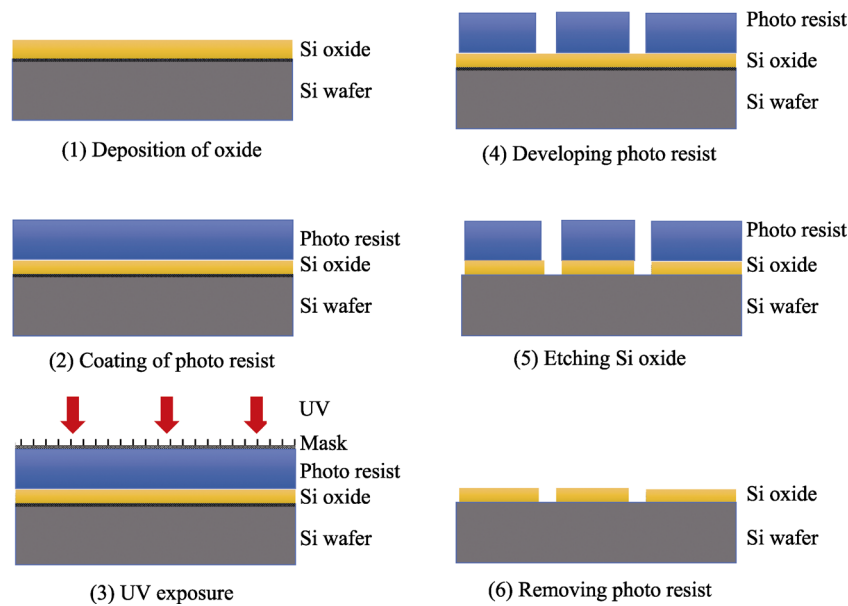 Si oxide
Si wafer
(1) Deposition of oxide
Photo resist
Si oxide
Si wafer
(2) Coating of photo resist
UV
Mask
Photo resist
Si oxide
Si wafer
(3) UV exposure
Photo resist
Si oxide
Si wafer
(4) Developing photo resist
Photo resist
Si oxide
Si wafer
(5) Etching Si oxide
Si oxide
Si wafer
(6) Removing photo resist